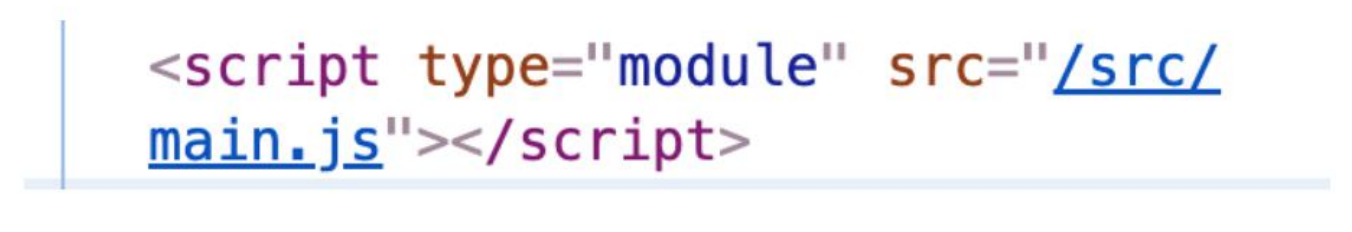 <script type="module" src="/src/
main.js"></script>